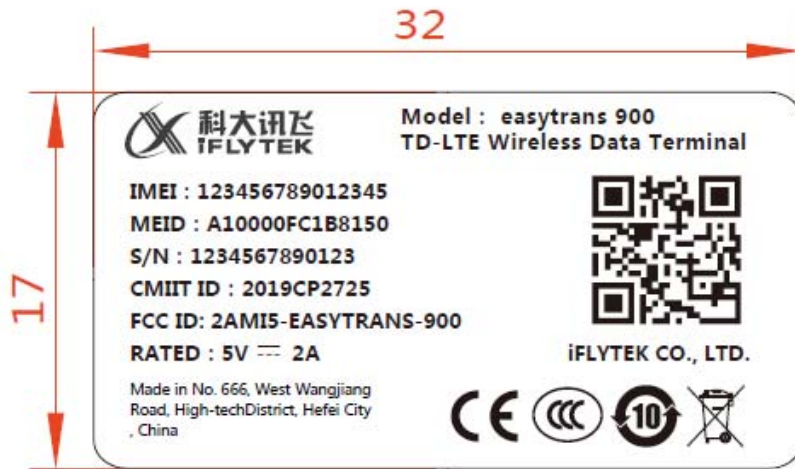 32
17
科大讯飞
iFLYTEK
Model : easytrans 900
TD-LTE Wireless Data Terminal
IMEI : 123456789012345
MEID : A10000FC1B8150
S/N : 1234567890123
CMIIT ID : 2019CP2725
FCC ID: 2AMI5-EASYTRANS-900
RATED : 5V ⎓ 2A
iFLYTEK CO., LTD.
Made in No. 666, West Wangjiang
Road, High-techDistrict, Hefei City
, China
CE CCC 10